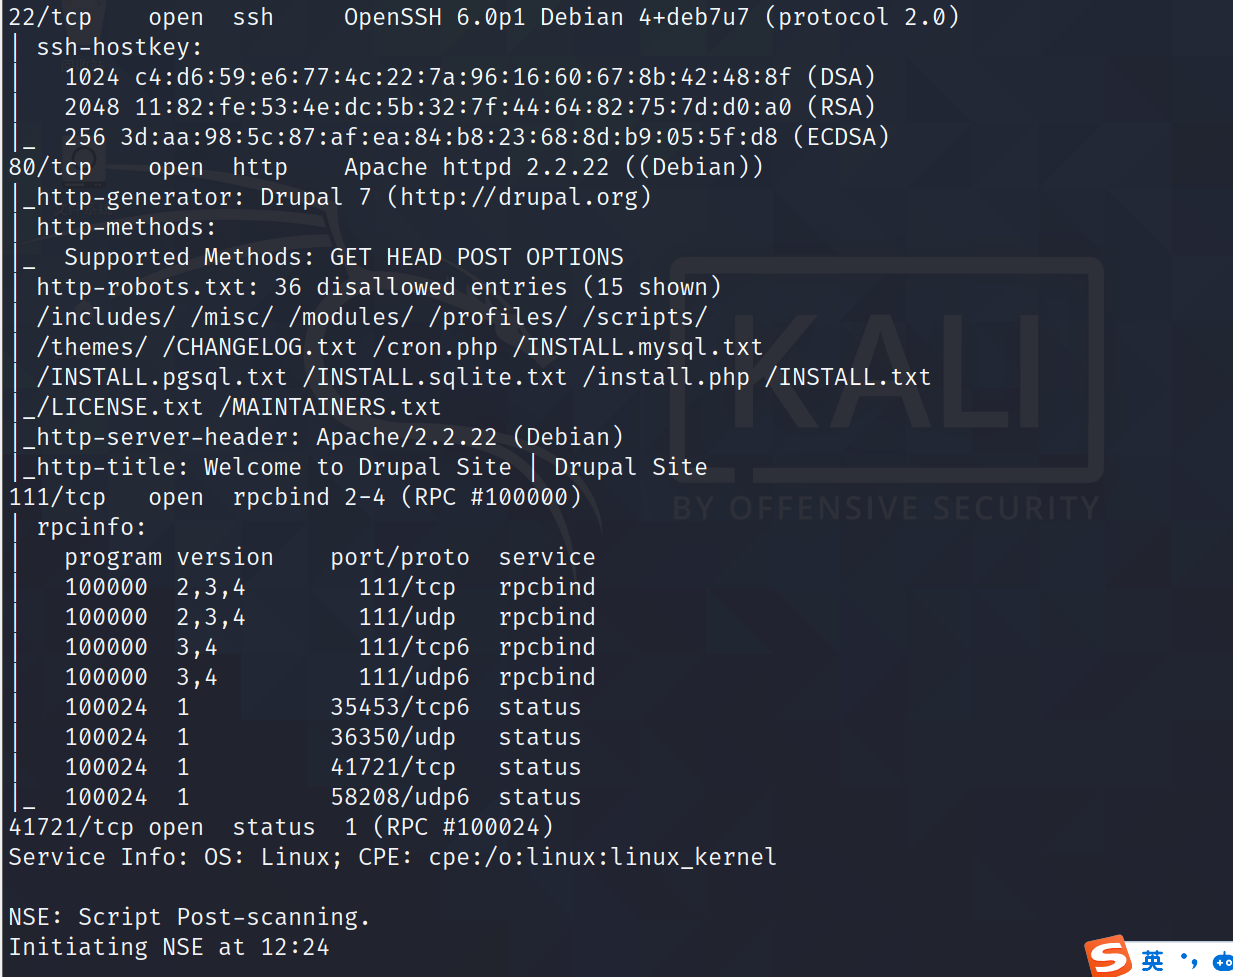 22/tcp    open  ssh     OpenSSH 6.0p1 Debian 4+deb7u7 (protocol 2.0)
| ssh-hostkey:
|   1024 c4:d6:59:e6:77:4c:22:7a:96:16:60:67:8b:42:48:8f (DSA)
|   2048 11:82:fe:53:4e:dc:5b:32:7f:44:64:82:75:7d:d0:a0 (RSA)
|_  256 3d:aa:98:5c:87:af:ea:84:b8:23:68:8d:b9:05:5f:d8 (ECDSA)
80/tcp    open  http    Apache httpd 2.2.22 ((Debian))
|_http-generator: Drupal 7 (http://drupal.org)
| http-methods:
|_  Supported Methods: GET HEAD POST OPTIONS
| http-robots.txt: 36 disallowed entries (15 shown)
| /includes/ /misc/ /modules/ /profiles/ /scripts/
| /themes/ /CHANGELOG.txt /cron.php /INSTALL.mysql.txt
| /INSTALL.pgsql.txt /INSTALL.sqlite.txt /install.php /INSTALL.txt
|_/LICENSE.txt /MAINTAINERS.txt
|_http-server-header: Apache/2.2.22 (Debian)
|_http-title: Welcome to Drupal Site | Drupal Site
111/tcp   open  rpcbind 2-4 (RPC #100000)
| rpcinfo:
|   program version    port/proto  service
|   100000  2,3,4        111/tcp   rpcbind
|   100000  2,3,4        111/udp   rpcbind
|   100000  3,4          111/tcp6  rpcbind
|   100000  3,4          111/udp6  rpcbind
|   100024  1          35453/tcp6  status
|   100024  1          36350/udp   status
|   100024  1          41721/tcp   status
|_  100024  1          58208/udp6  status
41721/tcp open  status  1 (RPC #100024)
Service Info: OS: Linux; CPE: cpe:/o:linux:linux_kernel
NSE: Script Post-scanning.
Initiating NSE at 12:24
KALI
BY OFFENSIVE SECURITY
S 英